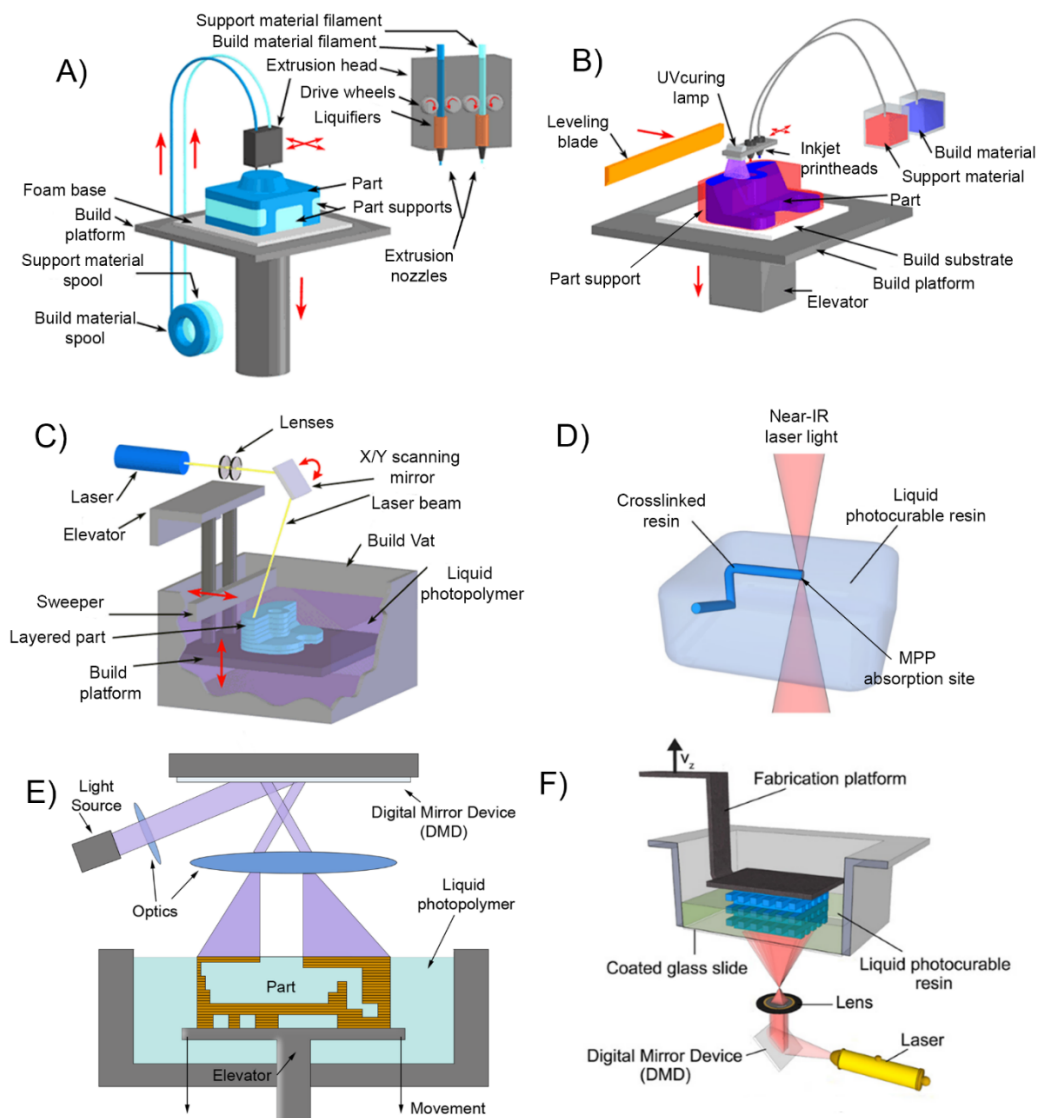 A)
Support material filament
Build material filament
Extrusion head
Drive wheels
Liquifiers
Foam base
Build
platform
Support material
spool
Build material
spool
Part
Part supports
Extrusion
nozzles
B)
UVcuring
lamp
Leveling
blade
Inkjet
printheads
Build material
Support material
Part
Part support
Build substrate
Build platform
Elevator
C)
Lenses
X/Y scanning
mirror
Laser
Laser beam
Elevator
Build Vat
Liquid
photopolymer
Sweeper
Layered part
Build
platform
D)
Near-IR
laser light
Crosslinked
resin
Liquid
photocurable resin
MPP
absorption site
E)
Light
Source
Digital Mirror Device
(DMD)
Optics
Liquid
photopolymer
Part
Elevator
Movement
F)
Vz
Fabrication platform
Coated glass slide
Liquid photocurable
resin
Lens
Laser
Digital Mirror Device
(DMD)